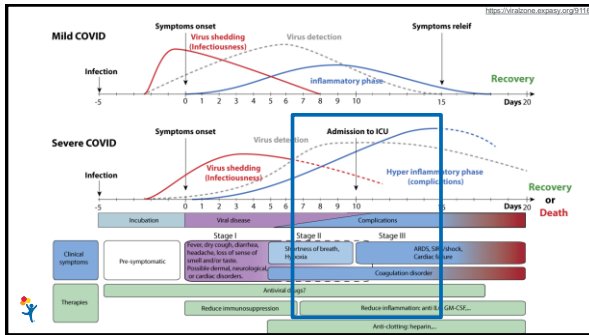 https://viralzone.expasy.org/9116
Mild COVID
Symptoms onset
Symptoms releif
Virus shedding
(Infectiousness)
Virus detection
Infection
inflammatory phase
Recovery
-5 0 1 2 3 4 5 6 7 8 9 10 15 Days 20
Severe COVID
Symptoms onset
Admission to ICU
Virus detection
Virus shedding
(Infectiousness)
Hyper inflammatory phase
(complications)
Infection
Recovery
or
Death
-5 0 1 2 3 4 5 6 7 8 9 10 15 Days 20
Incubation
Viral disease
Complications
Stage I
Stage II
Stage III
Clinical
symptoms
Pre-symptomatic
Fever, dry cough, diarrhea,
headache, loss of sense of
smell and/or taste.
Possible dermal, neurological,
or cardiac disorders.
Shortness of breath,
Hypoxia
ARDS, SIRS/shock,
Cardiac failure
Coagulation disorder
Therapies
Antiviral drugs?
Reduce immunosuppression
Reduce inflammation: anti IL6, GM-CSF,...
Anti-clotting: heparin,...